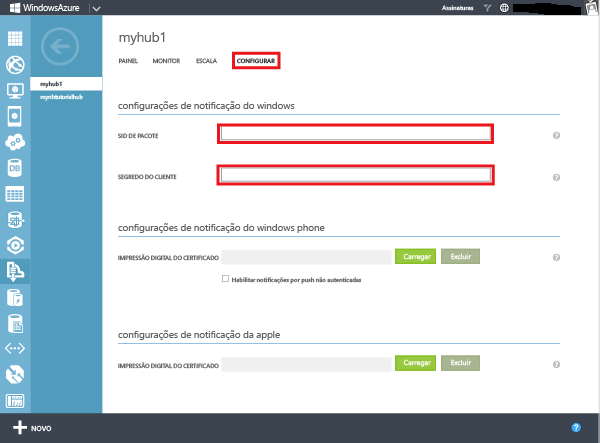 WindowsAzure
Assinaturas
myhub1
PAINEL MONITOR ESCALA CONFIGURAR
myhub1
mynhtutorialhub
configurações de notificação do windows
SID DE PACOTE
SEGREDO DO CLIENTE
configurações de notificação do windows phone
IMPRESSÃO DIGITAL DO CERTIFICADO Carregar Excluir
Habilitar notificações por push não autenticadas
configurações de notificação da apple
IMPRESSÃO DIGITAL DO CERTIFICADO Carregar Excluir
DB
NOVO